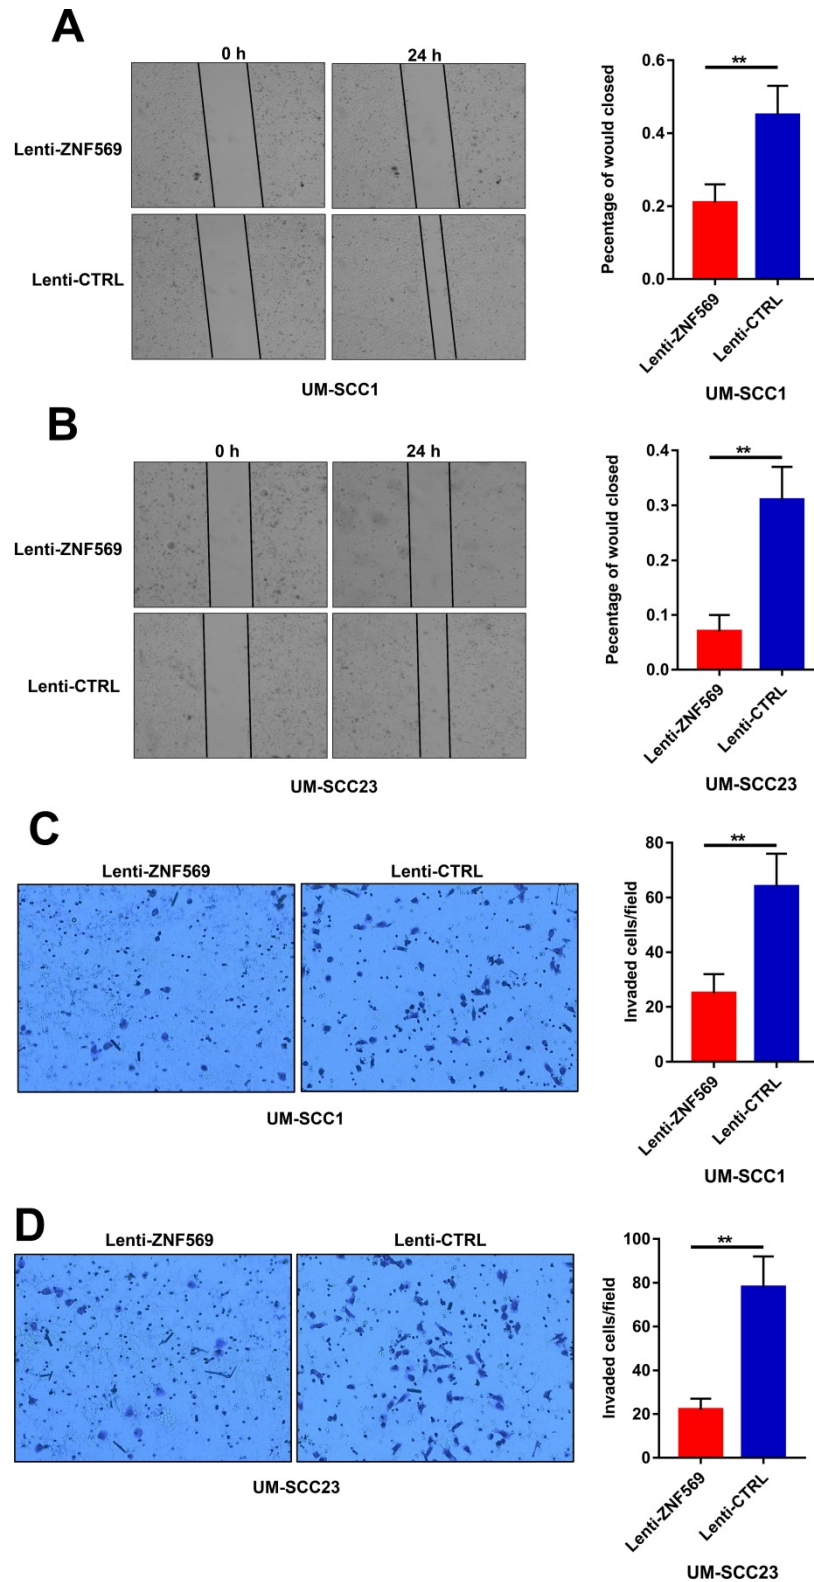 A
0 h 24 h
Lenti-ZNF569
Lenti-CTRL
UM-SCC1
Pecentage of would closed
0.6
0.4
0.2
0.0
**
Lenti-ZNF569
Lenti-CTRL
UM-SCC1
B
0 h 24 h
Lenti-ZNF569
Lenti-CTRL
UM-SCC23
Pecentage of would closed
0.4
0.3
0.2
0.1
0.0
**
Lenti-ZNF569
Lenti-CTRL
UM-SCC23
C
Lenti-ZNF569 Lenti-CTRL
UM-SCC1
Invaded cells/field
80
60
40
20
0
**
Lenti-ZNF569
Lenti-CTRL
UM-SCC1
D
Lenti-ZNF569 Lenti-CTRL
UM-SCC23
Invaded cells/field
100
80
60
40
20
0
**
Lenti-ZNF569
Lenti-CTRL
UM-SCC23